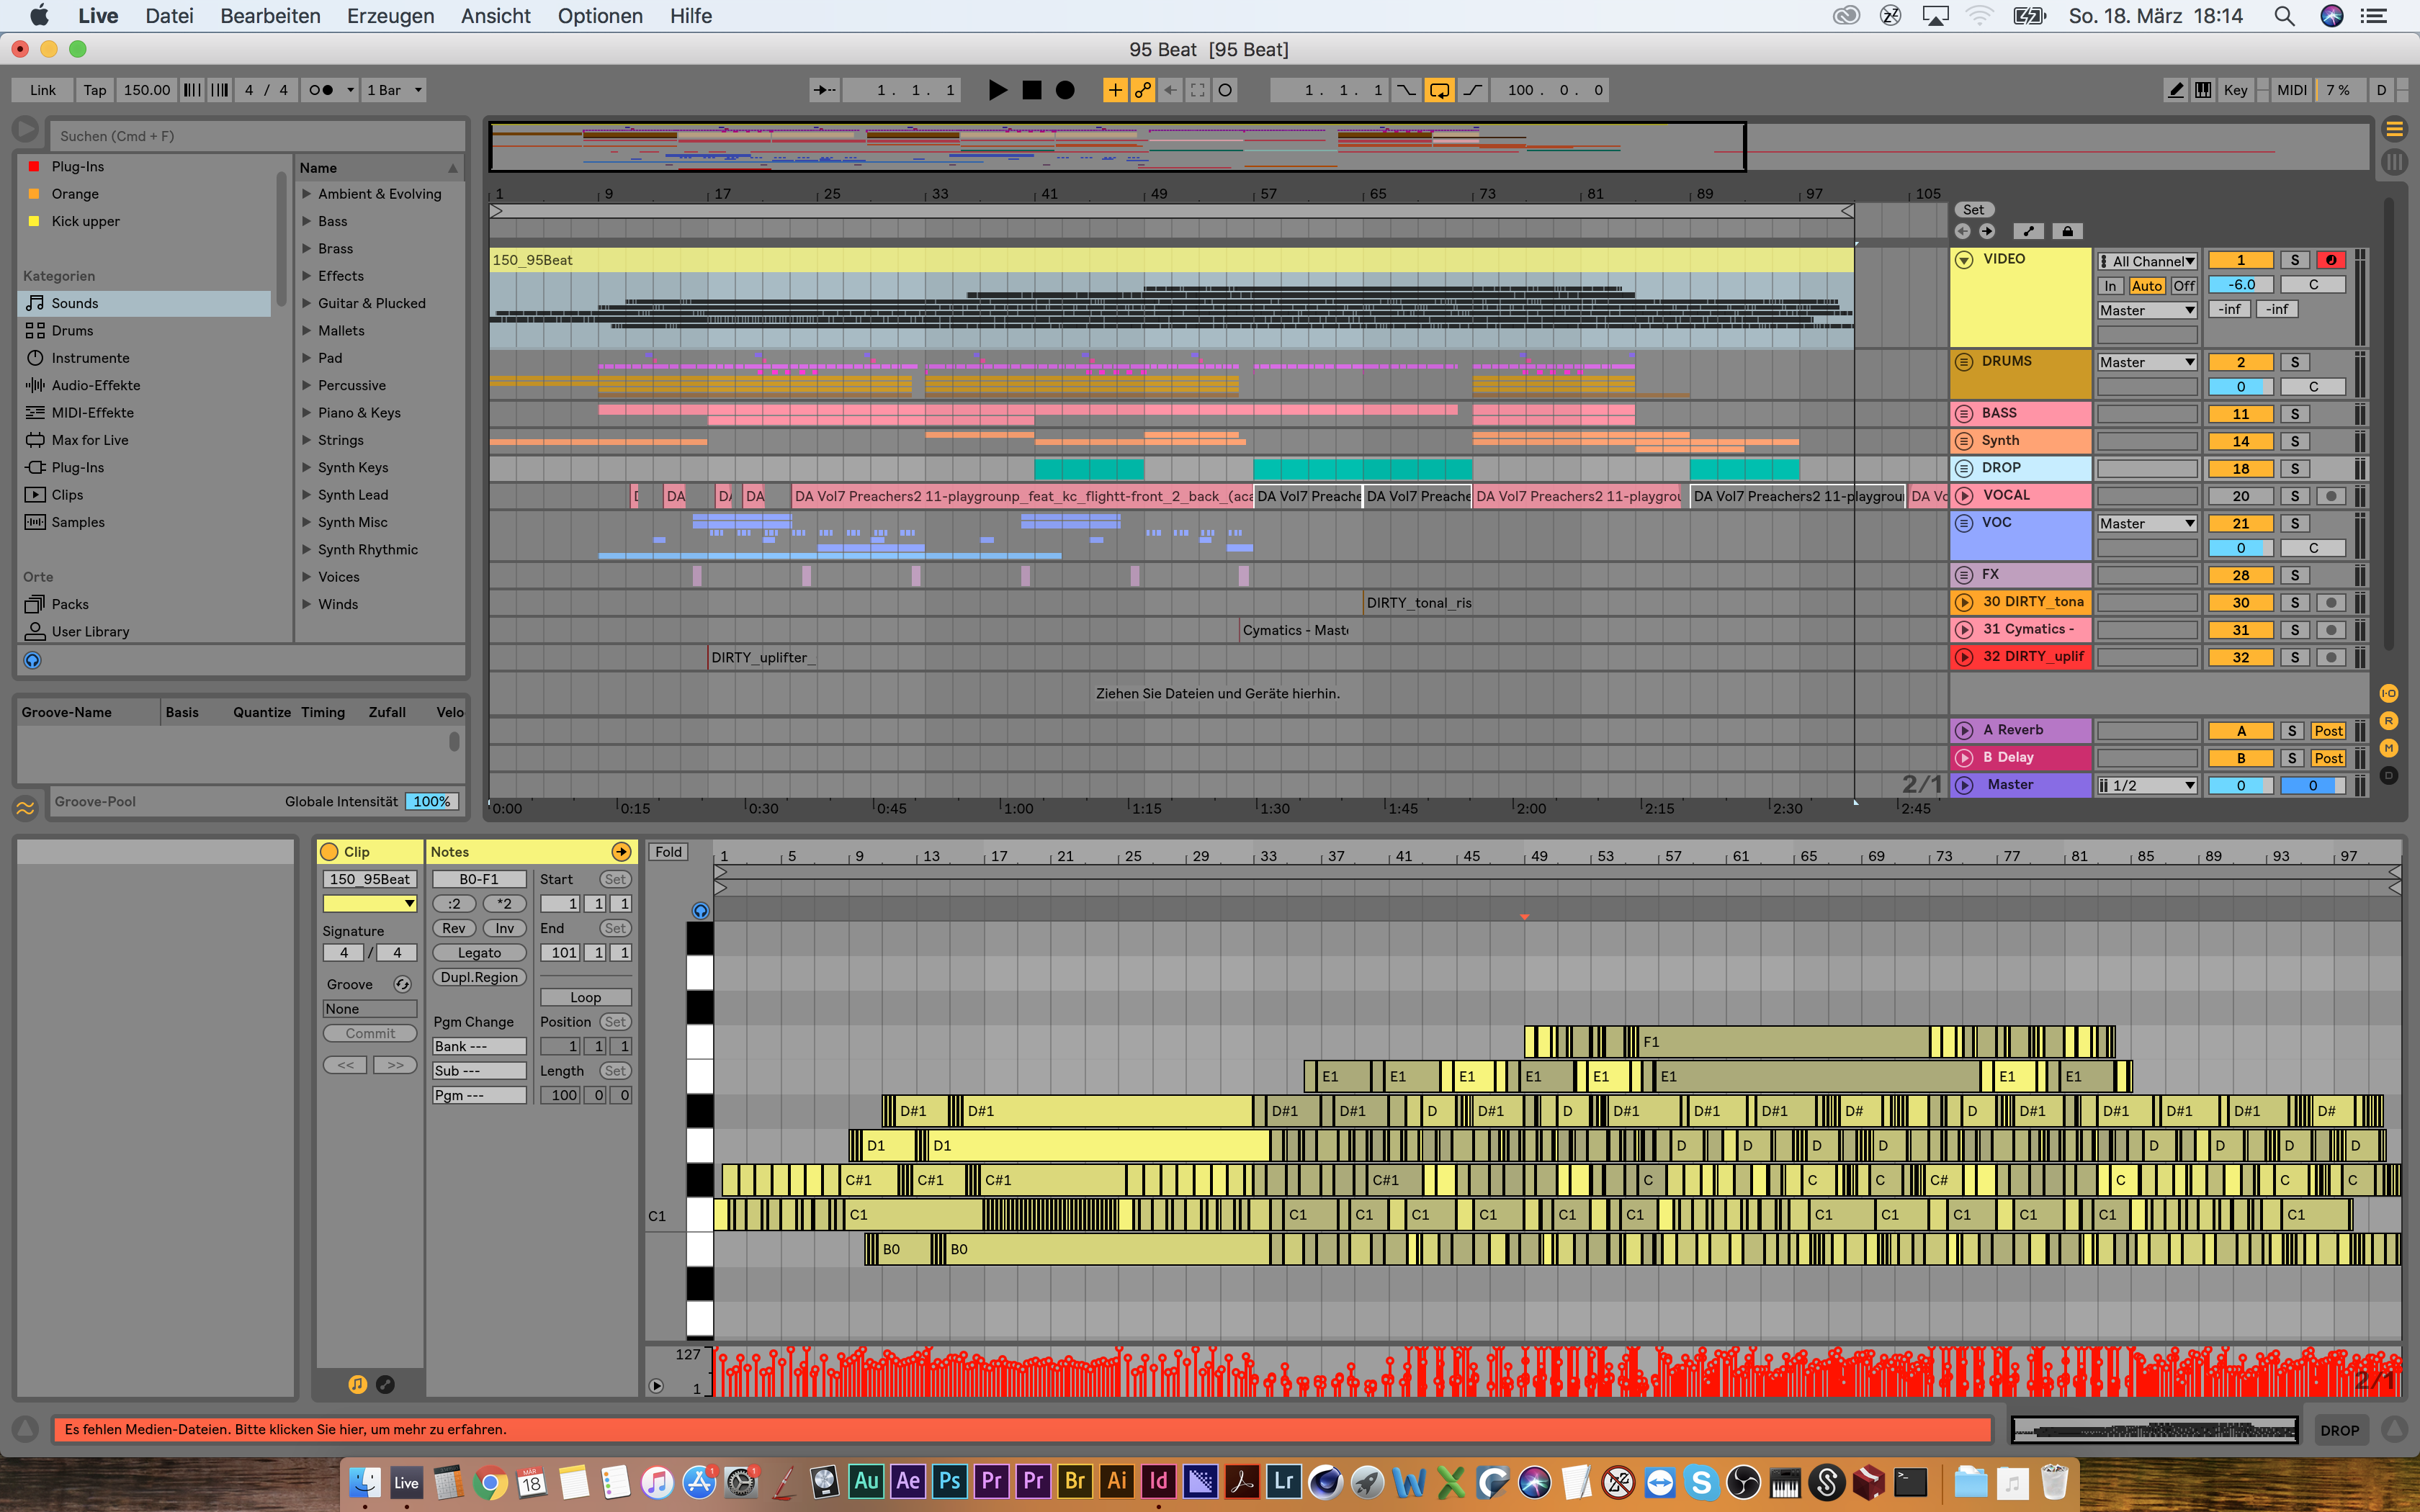 Live Datei Bearbeiten Erzeugen Ansicht Optionen Hilfe So. 18. März 18:14
95 Beat [95 Beat]
Link Tap 150.00 4 / 4 1 Bar 1. 1. 1 1. 1. 1 100. 0. 0 Key MIDI 7 % D
Suchen (Cmd + F)
Plug-Ins
Orange
Kick upper
Kategorien
Sounds
Drums
Instrumente
Audio-Effekte
MIDI-Effekte
Max for Live
Plug-Ins
Clips
Samples
Orte
Packs
User Library
Name
Ambient & Evolving
Bass
Brass
Effects
Guitar & Plucked
Mallets
Pad
Percussive
Piano & Keys
Strings
Synth Keys
Synth Lead
Synth Misc
Synth Rhythmic
Voices
Winds
Groove-Name Basis Quantize Timing Zufall Velo
Groove-Pool Globale Intensität 100%
1 9 17 25 33 41 49 57 65 73 81 89 97 105
Set
150_95Beat
VIDEO All Channel 1 S
In Auto Off -6.0 C
Master -inf -inf
DRUMS Master 2 S
0 C
BASS 11 S
Synth 14 S
DROP 18 S
DA DA DA DA Vol7 Preachers2 11-playgrounp_feat_kc_flightt-front_2_back_(aca DA Vol7 Preache DA Vol7 Preache DA Vol7 Preachers2 11-playgrou DA Vol7 Preachers2 11-playgroun DA Vo
VOCAL 20 S
VOC Master 21 S
0 C
FX 28 S
DIRTY_tonal_ris
30 DIRTY_tona 30 S
Cymatics - Maste
31 Cymatics - 31 S
DIRTY_uplifter_
32 DIRTY_uplif 32 S
Ziehen Sie Dateien und Geräte hierhin.
I·O
R
M
D
A Reverb A S Post
B Delay B S Post
2/1
Master 1/2 0 0
0:00 0:15 0:30 0:45 1:00 1:15 1:30 1:45 2:00 2:15 2:30 2:45
Clip
150_95Beat
Signature
4 / 4
Groove
None
Commit
<< >>
Notes
B0-F1
:2 *2
Rev Inv
Legato
Dupl.Region
Pgm Change
Bank ---
Sub ---
Pgm ---
Start Set
1 1 1
End Set
101 1 1
Loop
Position Set
1 1 1
Length Set
100 0 0
Fold
1 5 9 13 17 21 25 29 33 37 41 45 49 53 57 61 65 69 73 77 81 85 89 93 97
F1
E1 E1 E1 E1 E1 E1 E1 E1
D#1 D#1 D#1 D#1 D D#1 D D#1 D#1 D#1 D# D D#1 D#1 D#1 D#1 D#
D1 D1 D D D D D D D D
C#1 C#1 C#1 C#1 C C C C# C C C
C1 C1 C1 C1 C1 C1 C1 C1 C1 C1 C1 C1 C1 C1
B0 B0
127
1
2/1
Es fehlen Medien-Dateien. Bitte klicken Sie hier, um mehr zu erfahren.
DROP
Live MÄR 18 1 1 Au Ae Ps Pr Pr Br Ai Id Lr